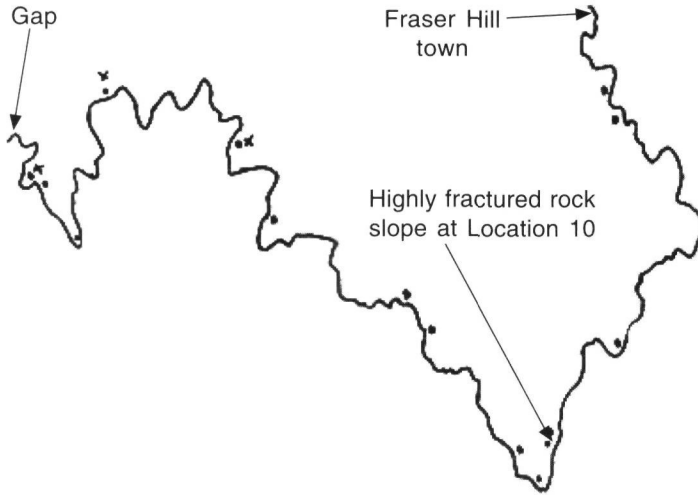 Gap
Fraser Hill
town
Highly fractured rock
slope at Location 10